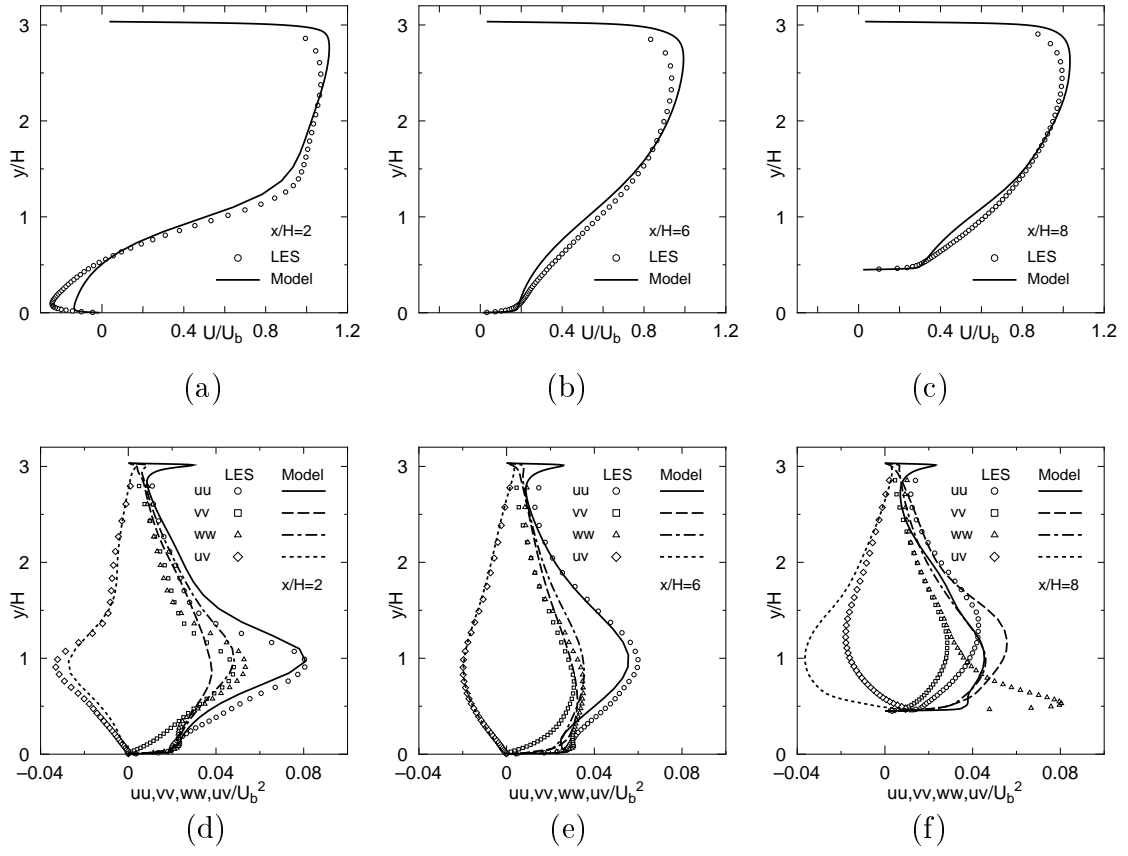 3
2
1
0
y/H
x/H=2
LES
Model
0 0.4 0.8 1.2
U/U_b
(a)
3
2
1
0
y/H
x/H=6
LES
Model
0 0.4 0.8 1.2
U/U_b
(b)
3
2
1
0
y/H
x/H=8
LES
Model
0 0.4 0.8 1.2
U/U_b
(c)
3
2
1
0
y/H
LES Model
uu
vv
ww
uv
x/H=2
−0.04 0 0.04 0.08
uu,vv,ww,uv/U_b^2
(d)
3
2
1
0
y/H
LES Model
uu
vv
ww
uv
x/H=6
−0.04 0 0.04 0.08
uu,vv,ww,uv/U_b^2
(e)
3
2
1
0
y/H
LES Model
uu
vv
ww
uv
x/H=8
−0.04 0 0.04 0.08
uu,vv,ww,uv/U_b^2
(f)